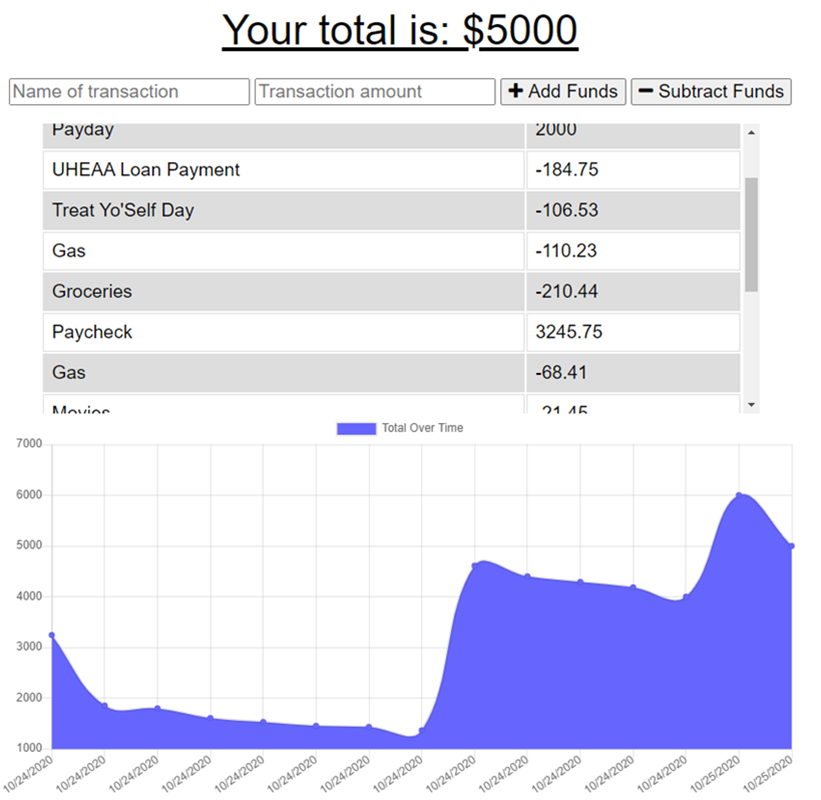 Your total is: $5000
Name of transaction Transaction amount + Add Funds − Subtract Funds
Payday 2000
UHEAA Loan Payment -184.75
Treat Yo'Self Day -106.53
Gas -110.23
Groceries -210.44
Paycheck 3245.75
Gas -68.41
Movies -21.45
Total Over Time
7000
6000
5000
4000
3000
2000
1000
10/24/2020 10/24/2020 10/24/2020 10/24/2020 10/24/2020 10/24/2020 10/24/2020 10/24/2020 10/24/2020 10/24/2020 10/24/2020 10/24/2020 10/24/2020 10/25/2020 10/25/2020